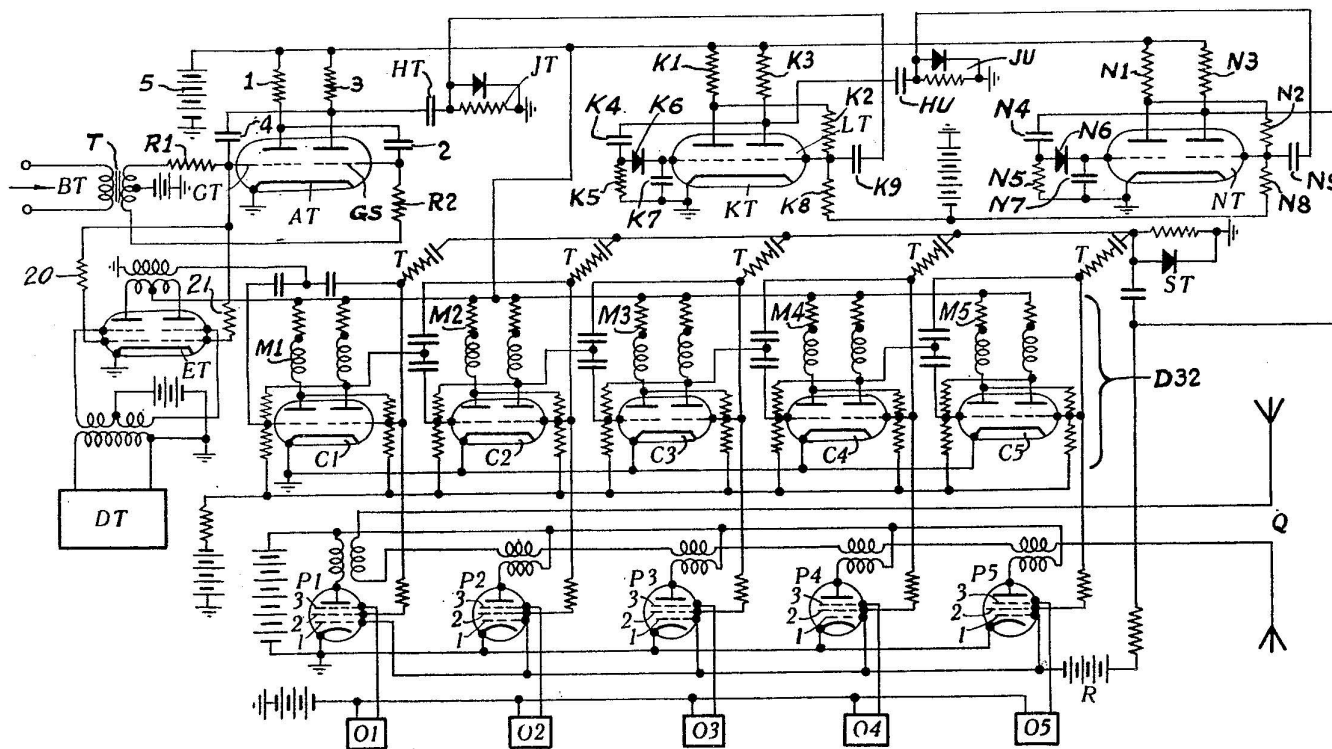 5
1
3
HT
JT
K1
K3
JU
HU
N1
N3
4
2
K4
K6
K2
LT
N4
N6
N2
T
R1
BT
GT
AT
GS
R2
K5
K7
KT
K8
K9
N5
N7
NT
N8
N9
20
21
ET
T
T
T
T
T
ST
M1
M2
M3
M4
M5
D32
C1
C2
C3
C4
C5
DT
Q
P1
3
2
1
P2
3
2
1
P3
3
2
1
P4
3
2
1
P5
3
2
1
R
O1
O2
O3
O4
O5